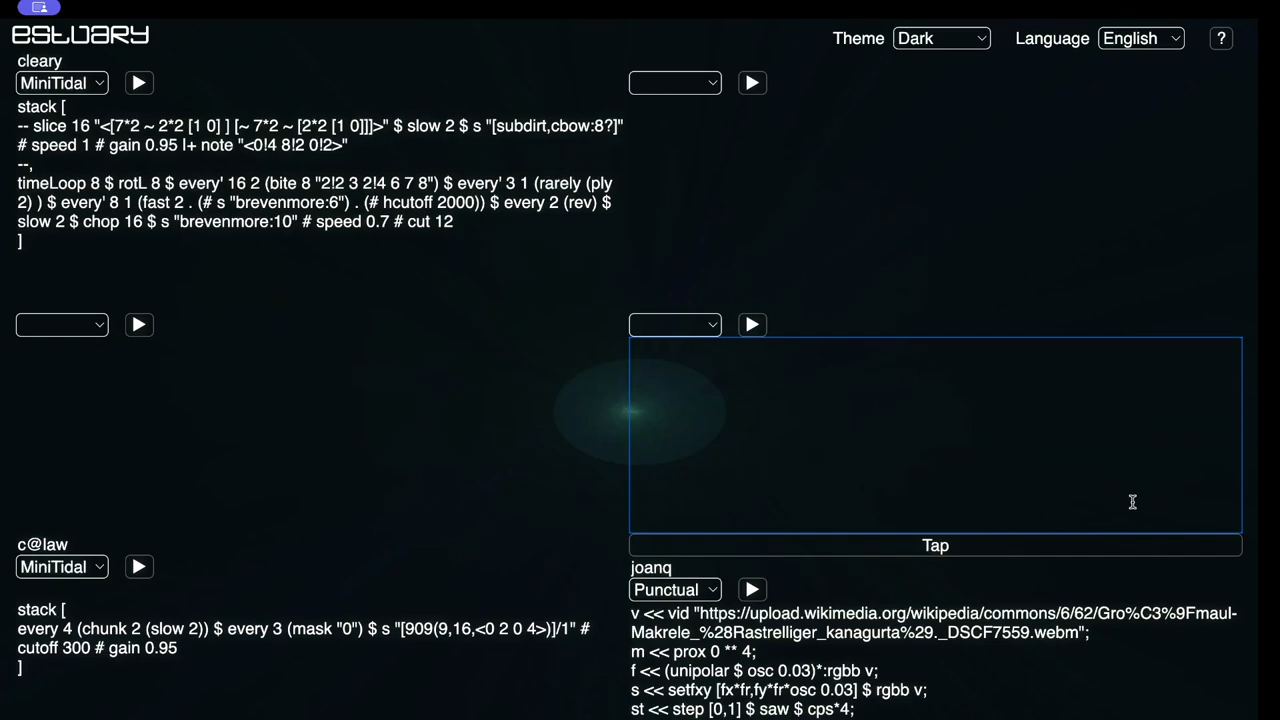 estuary
Theme Dark Language English ?
cleary
MiniTidal
stack [
-- slice 16 "<[7*2 ~ 2*2 [1 0] ] [~ 7*2 ~ [2*2 [1 0]]]>" $ slow 2 $ s "[subdirt,cbow:8?]"
# speed 1 # gain 0.95 |+ note "<0!4 8!2 0!2>"
--,
timeLoop 8 $ rotL 8 $ every' 16 2 (bite 8 "2!2 3 2!4 6 7 8") $ every' 3 1 (rarely (ply
2) ) $ every' 8 1 (fast 2 . (# s "brevenmore:6") . (# hcutoff 2000)) $ every 2 (rev) $
slow 2 $ chop 16 $ s "brevenmore:10" # speed 0.7 # cut 12
]
c@law
MiniTidal
stack [
every 4 (chunk 2 (slow 2)) $ every 3 (mask "0") $ s "[909(9,16,<0 2 0 4>)]/1" #
cutoff 300 # gain 0.95
]
Tap
joanq
Punctual
v << vid "https://upload.wikimedia.org/wikipedia/commons/6/62/Gro%C3%9Fmaul-
Makrele_%28Rastrelliger_kanagurta%29._DSCF7559.webm";
m << prox 0 ** 4;
f << (unipolar $ osc 0.03)*:rgbb v;
s << setfxy [fx*fr,fy*fr*osc 0.03] $ rgbb v;
st << step [0,1] $ saw $ cps*4;